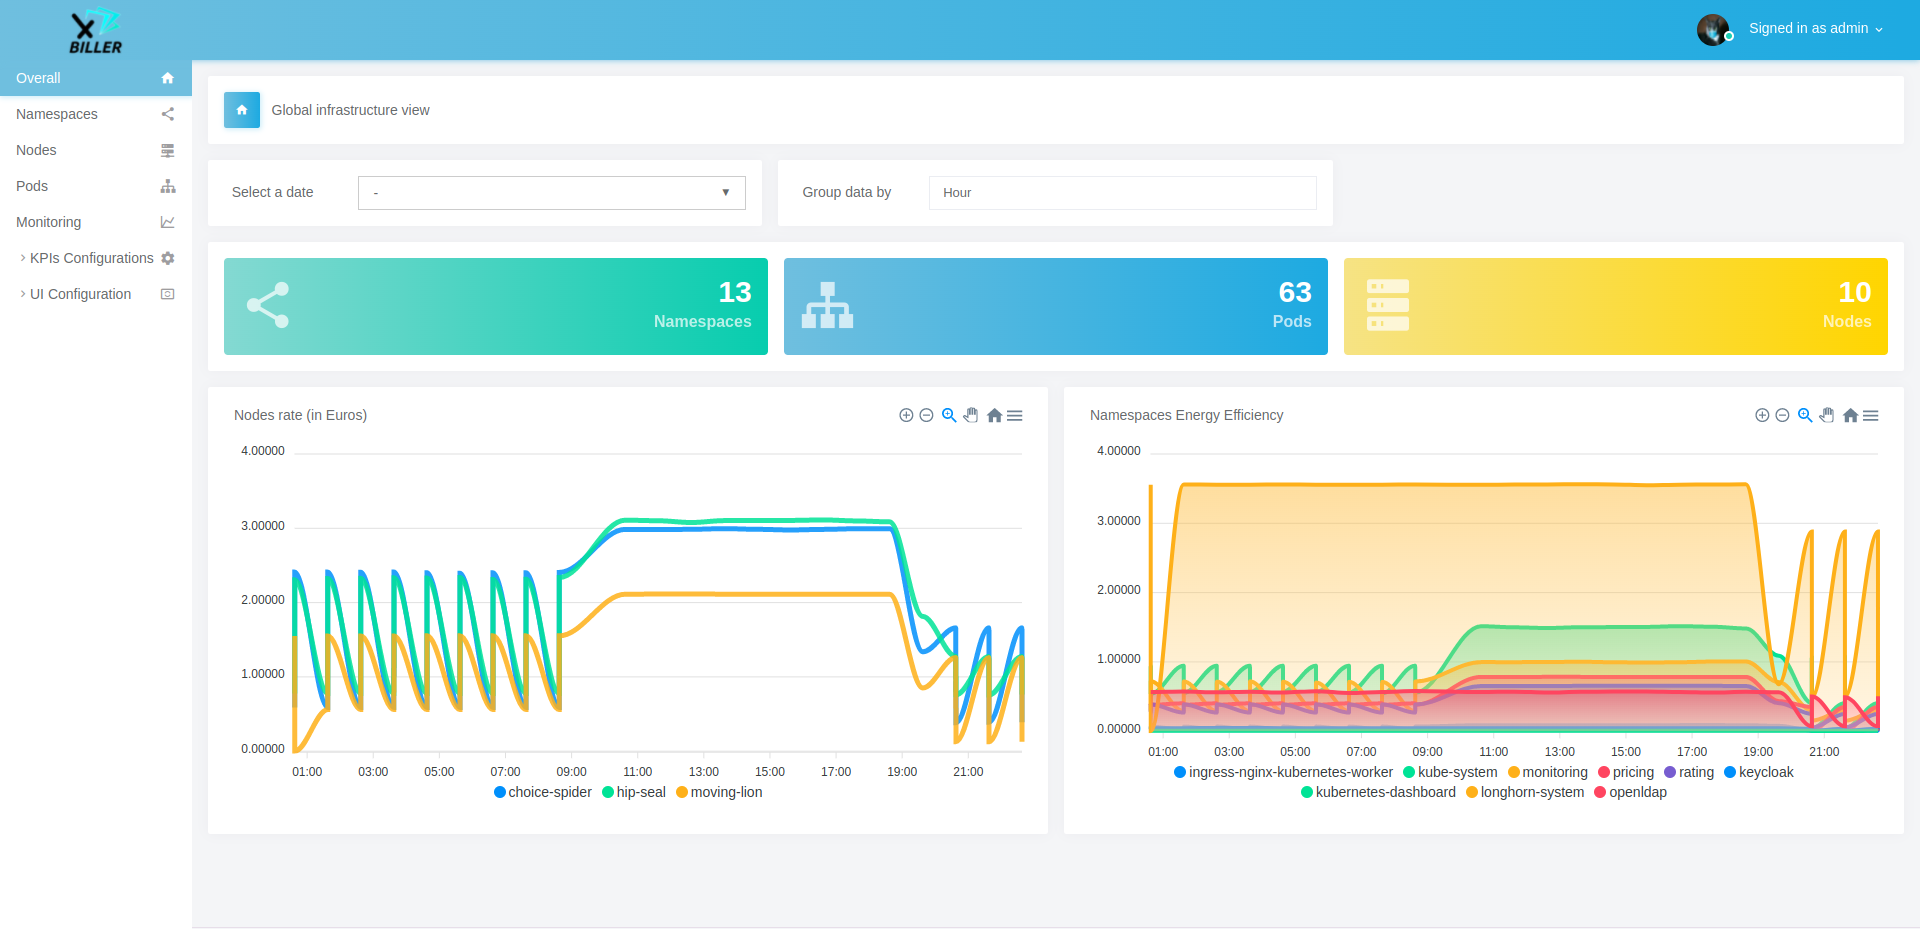 X
BILLER
Signed in as admin
Overall
Namespaces
Nodes
Pods
Monitoring
KPIs Configurations
UI Configuration
Global infrastructure view
Select a date
-
Group data by
Hour
13
Namespaces
63
Pods
10
Nodes
Nodes rate (in Euros)
4.00000
3.00000
2.00000
1.00000
0.00000
01:00 03:00 05:00 07:00 09:00 11:00 13:00 15:00 17:00 19:00 21:00
choice-spider hip-seal moving-lion
Namespaces Energy Efficiency
4.00000
3.00000
2.00000
1.00000
0.00000
01:00 03:00 05:00 07:00 09:00 11:00 13:00 15:00 17:00 19:00 21:00
ingress-nginx-kubernetes-worker kube-system monitoring pricing rating keycloak
kubernetes-dashboard longhorn-system openldap